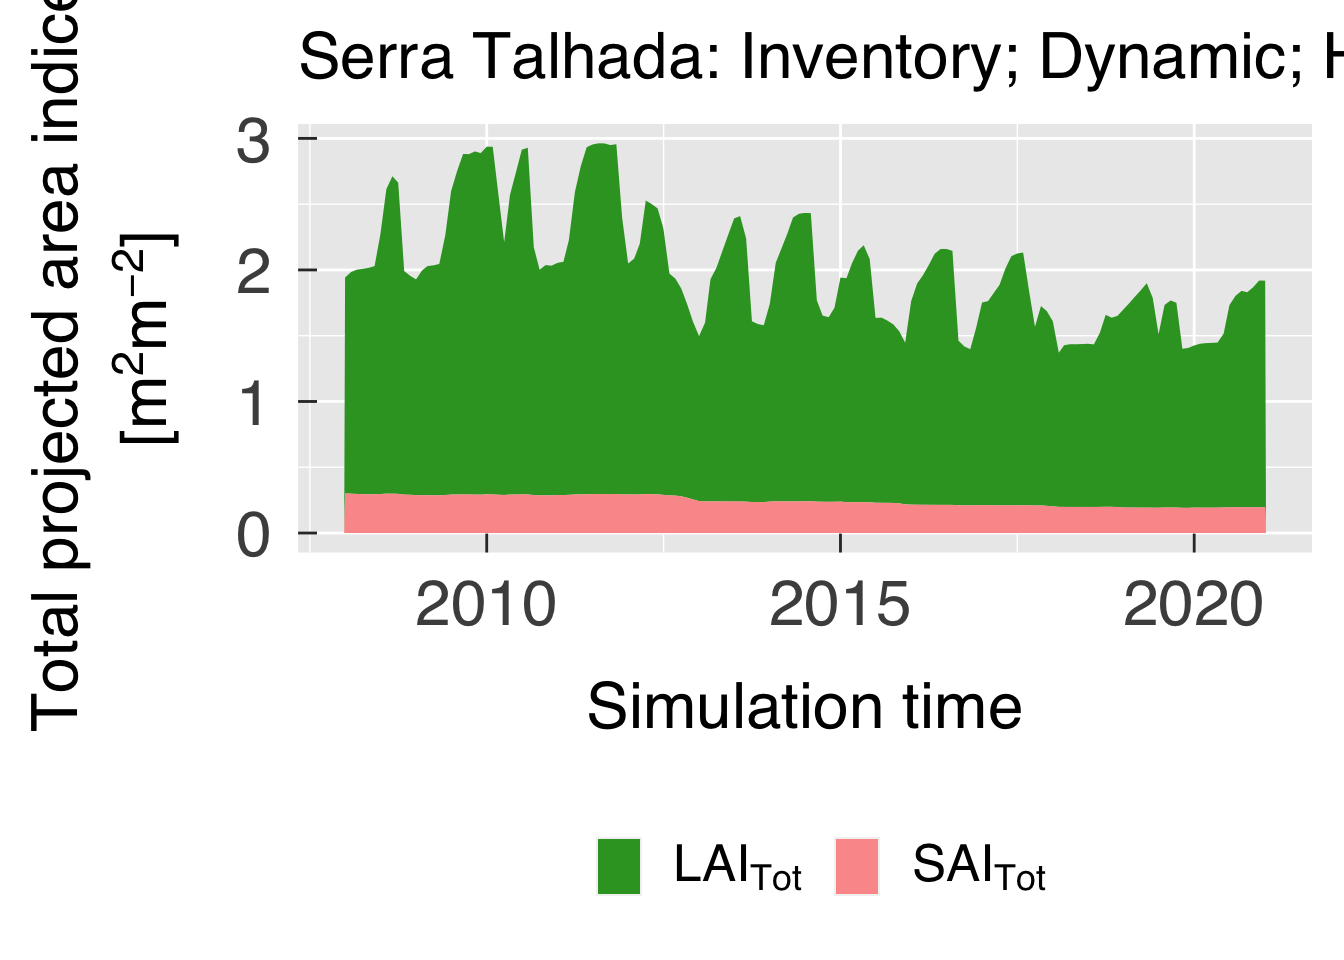 Serra Talhada: Inventory; Dynamic;
Total projected area
[m²m⁻²]
3
2
1
0
2010 2015 2020
Simulation time
LAI_Tot SAI_Tot